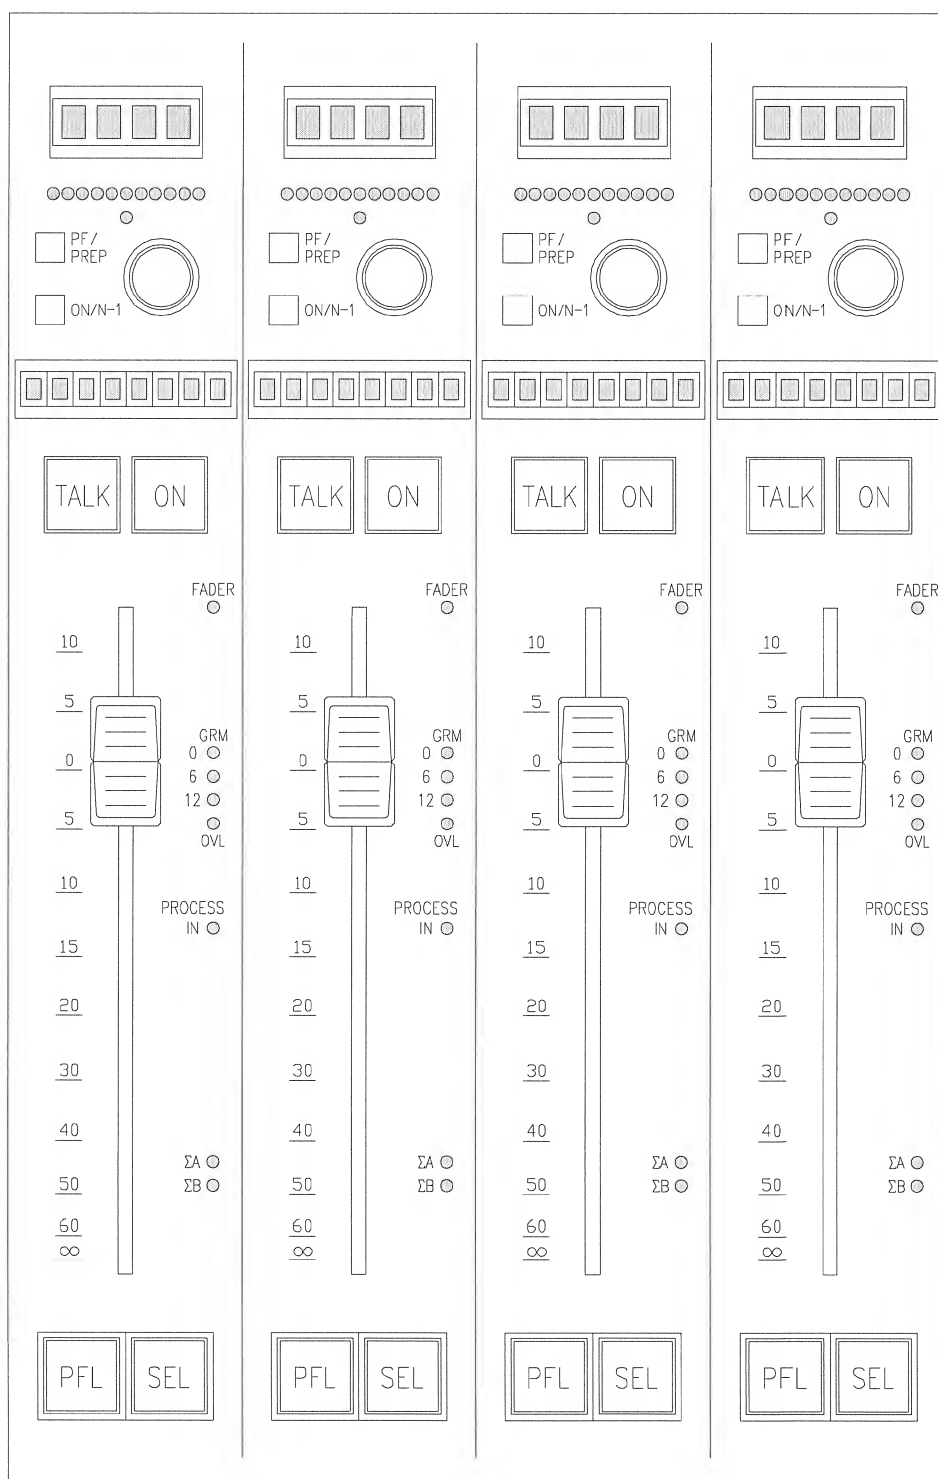 PF/ PF/ PF/ PF/
PREP PREP PREP PREP
ON/N-1 ON/N-1 ON/N-1 ON/N-1
TALK ON TALK ON TALK ON TALK ON
FADER FADER FADER FADER
10 10 10 10
5 5 5 5
GRM GRM GRM GRM
0 0 0 0 0 0 0 0
6 6 6 6
12 12 12 12
5 5 5 5
OVL OVL OVL OVL
10 10 10 10
PROCESS PROCESS PROCESS PROCESS
IN IN IN IN
15 15 15 15
20 20 20 20
30 30 30 30
40 40 40 40
ΣA ΣA ΣA ΣA
50 ΣB 50 ΣB 50 ΣB 50 ΣB
60 60 60 60
∞ ∞ ∞ ∞
PFL SEL PFL SEL PFL SEL PFL SEL